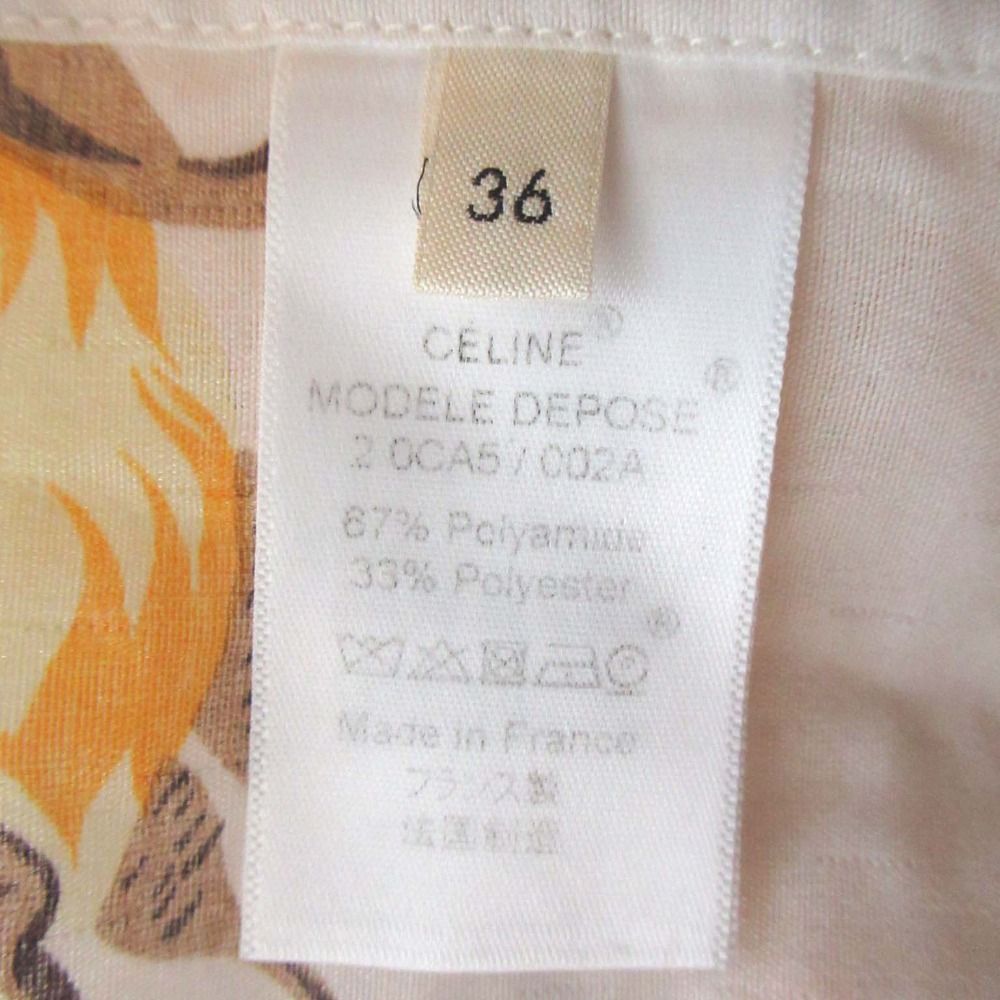 36
CÉLINE®
MODELE DEPOSE®
2 0CA5 / 002A
67% Polyamide
33% Polyester
®
Made in France
フランス製
法国制造